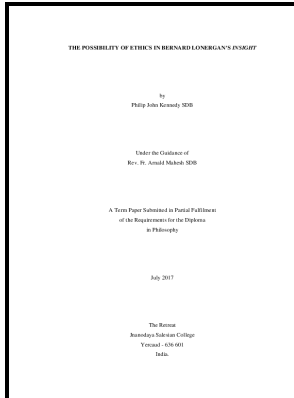 THE POSSIBILITY OF ETHICS IN BERNARD LONERGAN'S INSIGHT
by
Philip John Kennedy SDB
Under the Guidance of
Rev. Fr. Arnald Mahesh SDB
A Term Paper Submitted in Partial Fulfilment
of the Requirements for the Diploma
in Philosophy
July 2017
The Retreat
Jnanodaya Salesian College
Yercaud - 636 601
India.